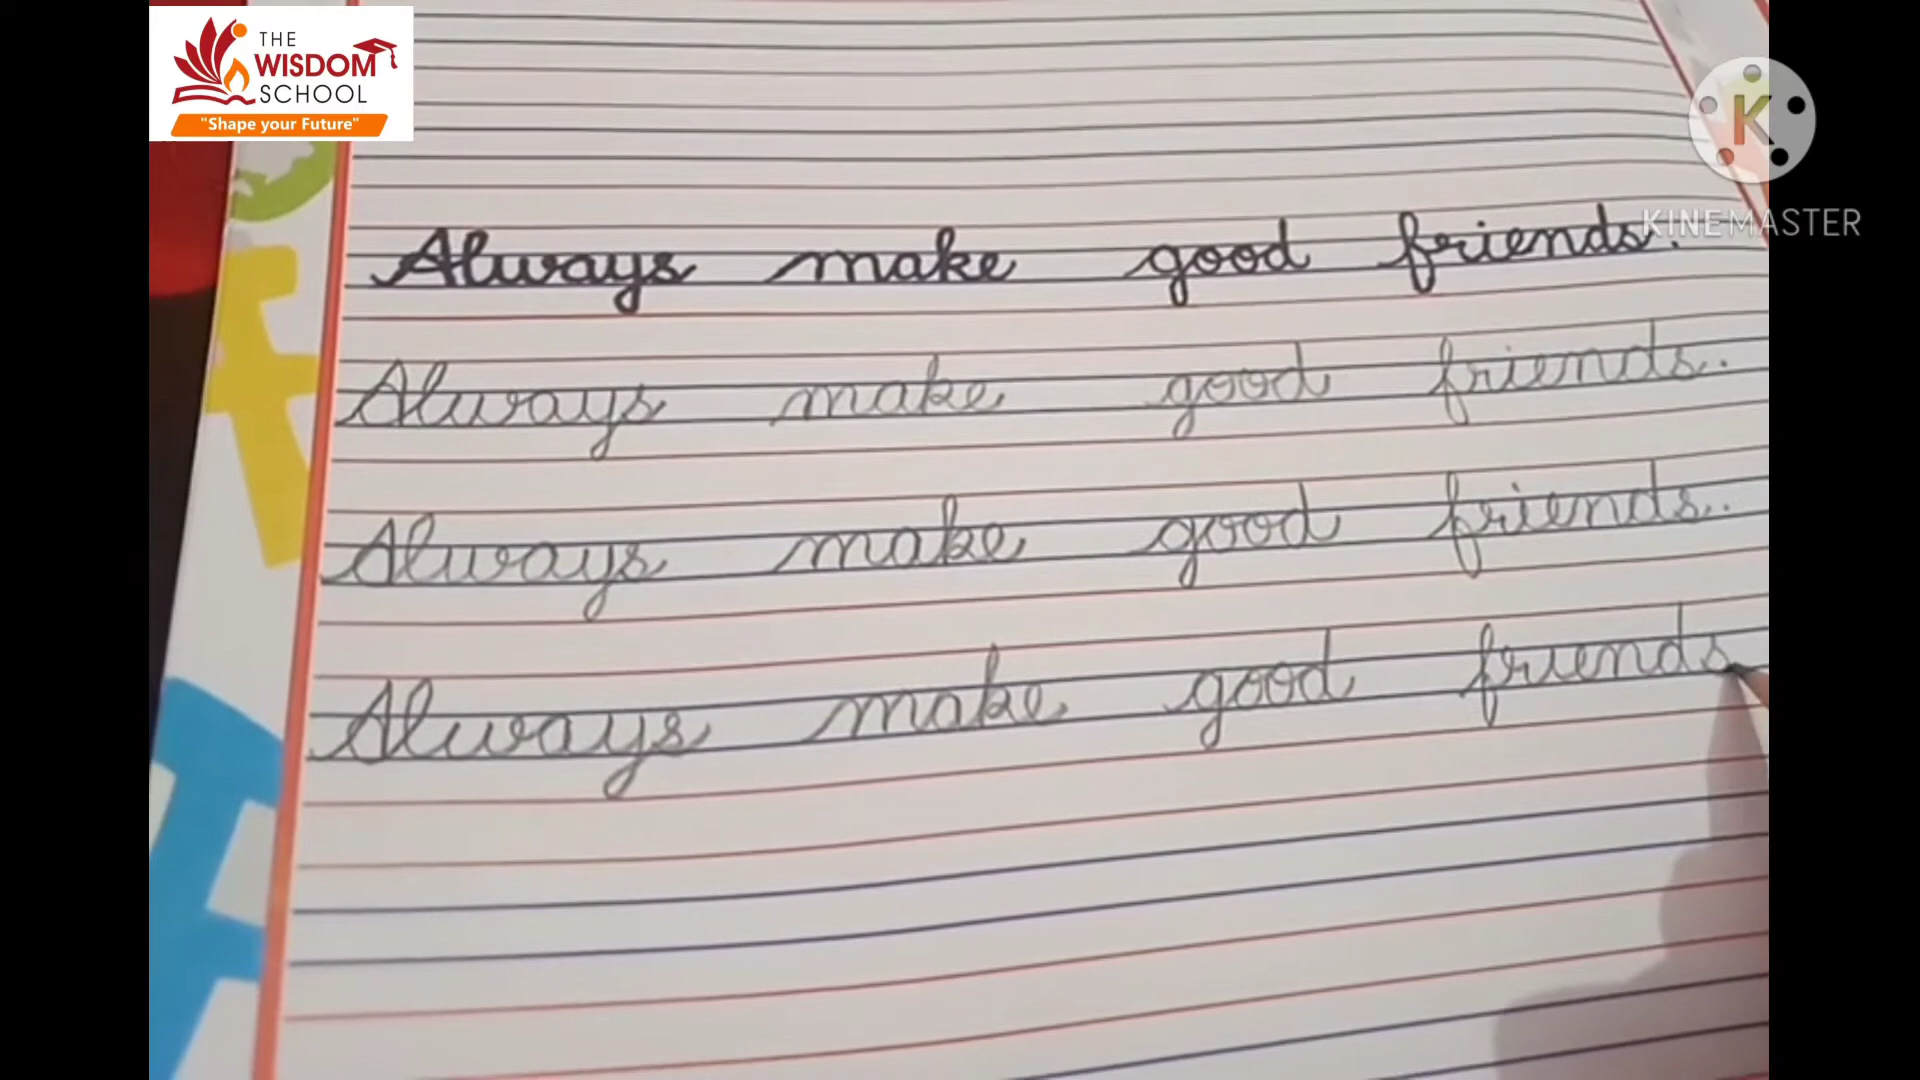 THE
WISDOM
SCHOOL
"Shape your Future"
KINEMASTER
Always make good friends.
Always make good friends.
Always make good friends.
Always make good friends